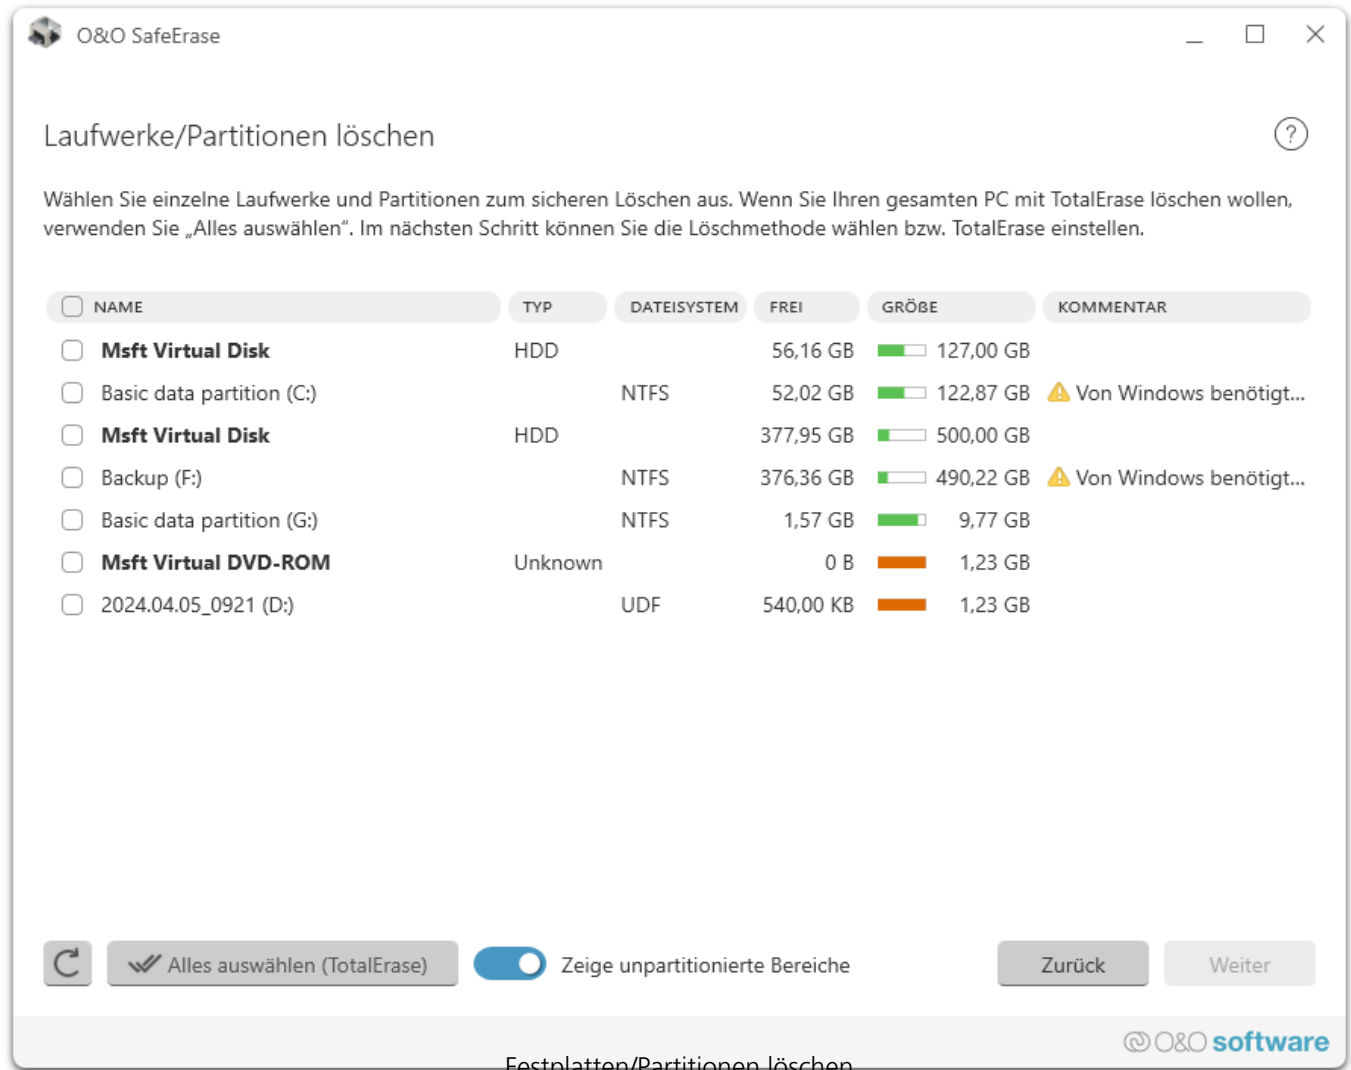 O&O SafeErase
Laufwerke/Partitionen löschen
?
Wählen Sie einzelne Laufwerke und Partitionen zum sicheren Löschen aus. Wenn Sie Ihren gesamten PC mit TotalErase löschen wollen,
verwenden Sie „Alles auswählen“. Im nächsten Schritt können Sie die Löschmethode wählen bzw. TotalErase einstellen.
NAME TYP DATEISYSTEM FREI GRÖßE KOMMENTAR
Msft Virtual Disk HDD 56,16 GB 127,00 GB
Basic data partition (C:) NTFS 52,02 GB 122,87 GB Von Windows benötigt...
Msft Virtual Disk HDD 377,95 GB 500,00 GB
Backup (F:) NTFS 376,36 GB 490,22 GB Von Windows benötigt...
Basic data partition (G:) NTFS 1,57 GB 9,77 GB
Msft Virtual DVD-ROM Unknown 0 B 1,23 GB
2024.04.05_0921 (D:) UDF 540,00 KB 1,23 GB
Alles auswählen (TotalErase) Zeige unpartitionierte Bereiche Zurück Weiter
O&O software
Festplatten/Partitionen löschen